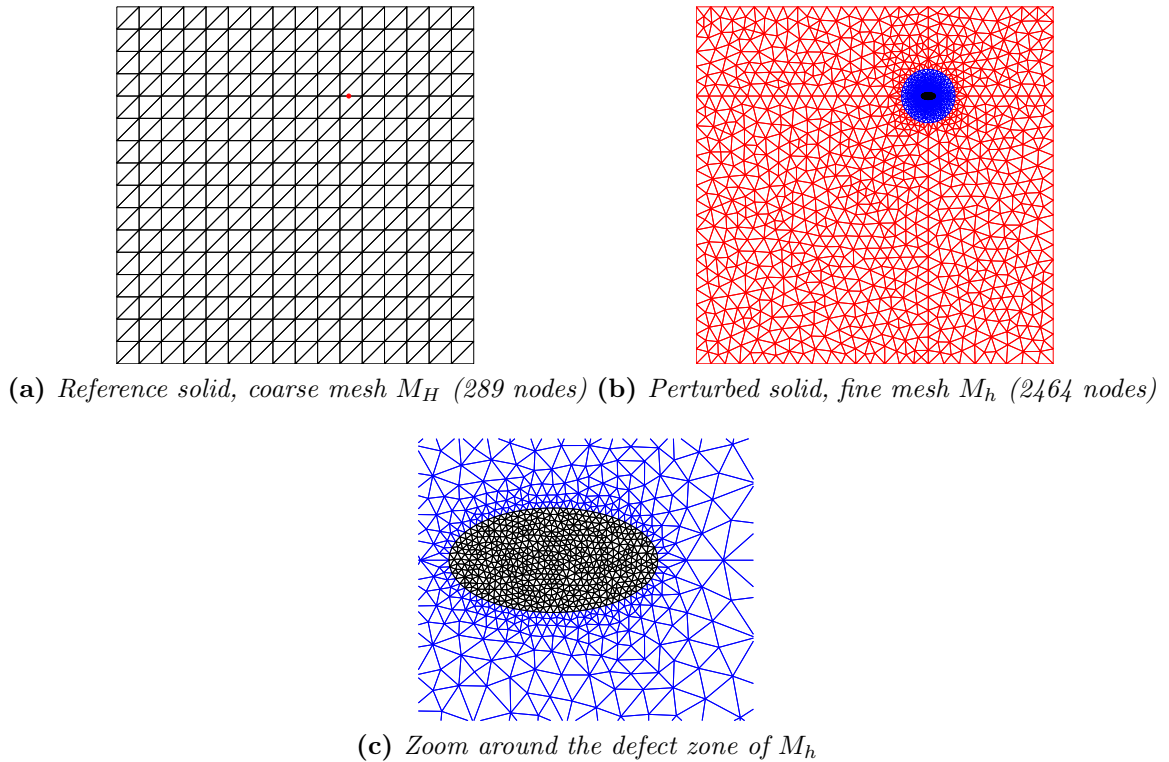 (a) Reference solid, coarse mesh M_H (289 nodes) (b) Perturbed solid, fine mesh M_h (2464 nodes)
(c) Zoom around the defect zone of M_h